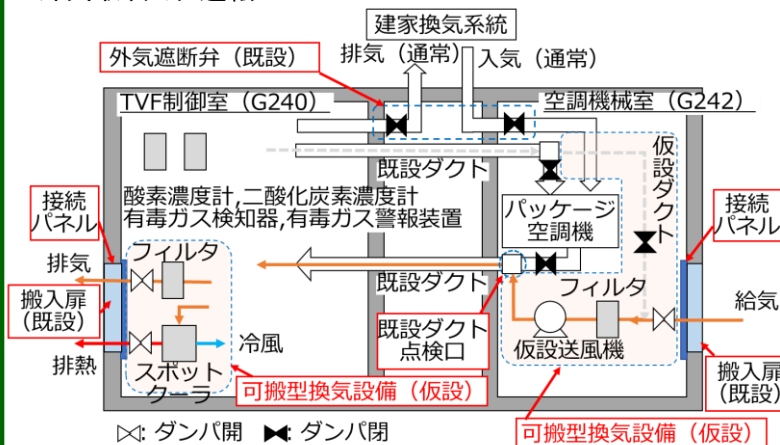 建家換気系統
外気遮断弁（既設）
排気（通常）
入気（通常）
TVF制御室（G240）
空調機械室（G242）
既設ダクト
仮設ダクト
接続
パネル
酸素濃度計,二酸化炭素濃度計
有毒ガス検知器,有毒ガス警報装置
パッケージ
空調機
接続
パネル
フィルタ
排気
搬入扉
（既設）
既設ダクト
フィルタ
給気
冷風
排熱
スポット
クーラ
既設ダクト
点検口
仮設送風機
搬入扉
（既設）
可搬型換気設備（仮設）
可搬型換気設備（仮設）
: ダンパ開
: ダンパ閉